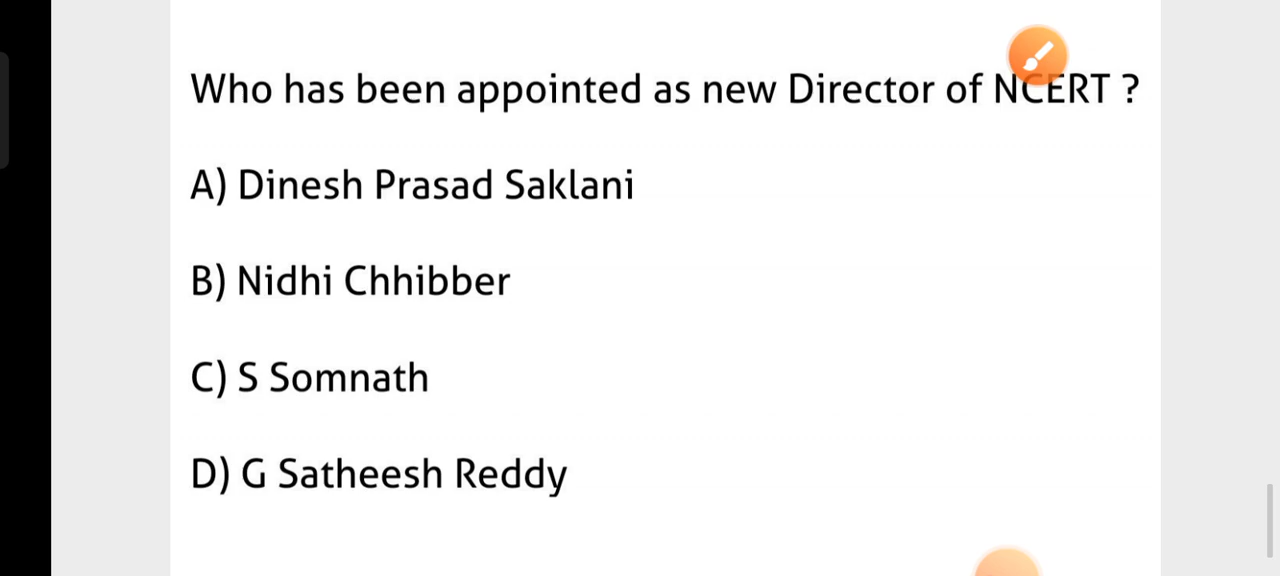 Who has been appointed as new Director of NCERT ?
A) Dinesh Prasad Saklani
B) Nidhi Chhibber
C) S Somnath
D) G Satheesh Reddy